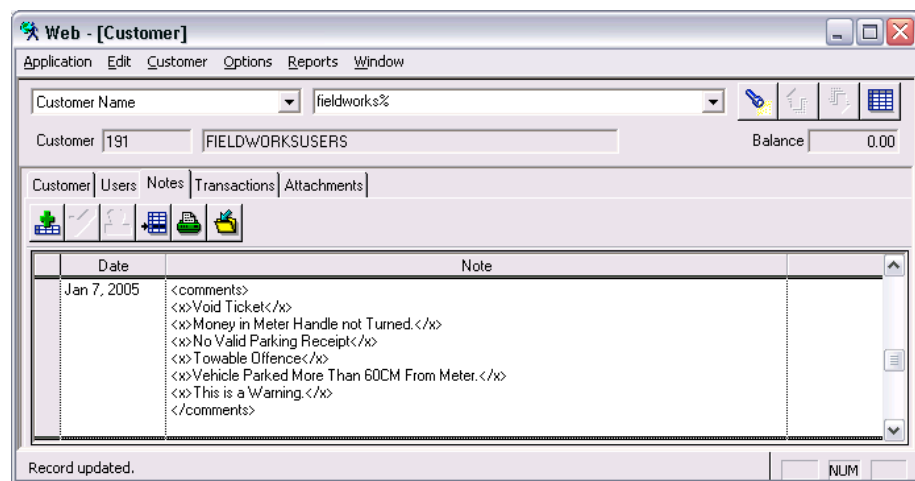 Web - [Customer]
Application Edit Customer Options Reports Window
Customer Name fieldworks%
Customer 191 FIELDWORKSUSERS Balance 0.00
Customer Users Notes Transactions Attachments
Date Note
Jan 7, 2005 <comments>
<x>Void Ticket</x>
<x>Money in Meter Handle not Turned.</x>
<x>No Valid Parking Receipt</x>
<x>Towable Offence</x>
<x>Vehicle Parked More Than 60CM From Meter.</x>
<x>This is a Warning.</x>
</comments>
Record updated. NUM